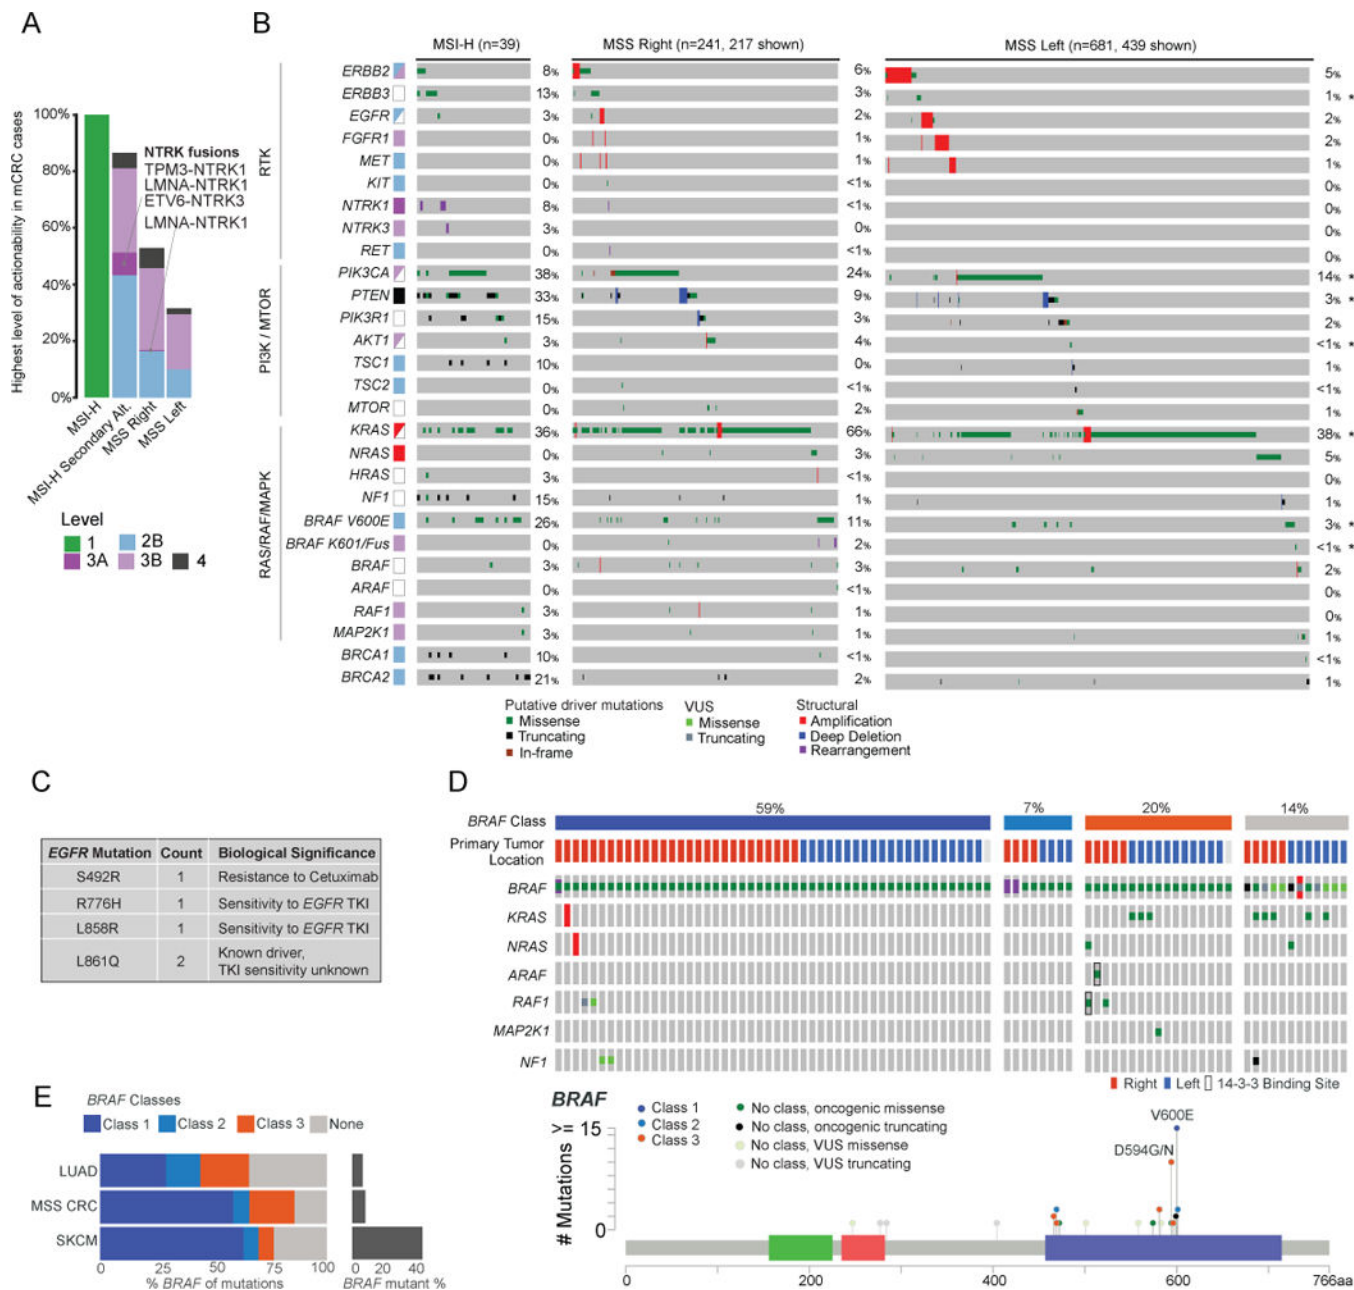 A
Highest level of actionability in mCRC cases
100%
80%
60%
40%
20%
0%
NTRK fusions
TPM3-NTRK1
LMNA-NTRK1
ETV6-NTRK3
LMNA-NTRK1
MSI-H
MSI-H Secondary Alt.
MSS Right
MSS Left
Level
1 2B
3A 3B 4
B
MSI-H (n=39) MSS Right (n=241, 217 shown) MSS Left (n=681, 439 shown)
RTK
ERBB2 8% 6% 5%
ERBB3 13% 3% 1% *
EGFR 3% 2% 2%
FGFR1 0% 1% 2%
MET 0% 1% 1%
KIT 0% <1% 0%
NTRK1 8% <1% 0%
NTRK3 3% 0% 0%
RET 0% <1% 0%
PI3K / MTOR
PIK3CA 38% 24% 14% *
PTEN 33% 9% 3% *
PIK3R1 15% 3% 2%
AKT1 3% 4% <1% *
TSC1 10% 0% 1%
TSC2 0% <1% <1%
MTOR 0% 2% 1%
RAS/RAF/MAPK
KRAS 36% 66% 38% *
NRAS 0% 3% 5%
HRAS 3% <1% 0%
NF1 15% 1% 1%
BRAF V600E 26% 11% 3% *
BRAF K601/Fus 0% 2% <1% *
BRAF 3% 3% 2%
ARAF 0% <1% 0%
RAF1 3% 1% 0%
MAP2K1 3% 1% 1%
BRCA1 10% <1% <1%
BRCA2 21% 2% 1%
Putative driver mutations VUS Structural
Missense Missense Amplification
Truncating Truncating Deep Deletion
In-frame Rearrangement
C
EGFR Mutation Count Biological Significance
S492R 1 Resistance to Cetuximab
R776H 1 Sensitivity to EGFR TKI
L858R 1 Sensitivity to EGFR TKI
L861Q 2 Known driver,
TKI sensitivity unknown
D
59% 7% 20% 14%
BRAF Class
Primary Tumor
Location
BRAF
KRAS
NRAS
ARAF
RAF1
MAP2K1
NF1
Right Left 14-3-3 Binding Site
BRAF
# Mutations
>= 15
0
Class 1
Class 2
Class 3
No class, oncogenic missense
No class, oncogenic truncating
No class, VUS missense
No class, VUS truncating
V600E
D594G/N
0 200 400 600 766aa
E
BRAF Classes
Class 1 Class 2 Class 3 None
LUAD
MSS CRC
SKCM
0 25 50 75 100 0 20 40
% BRAF of mutations BRAF mutant %